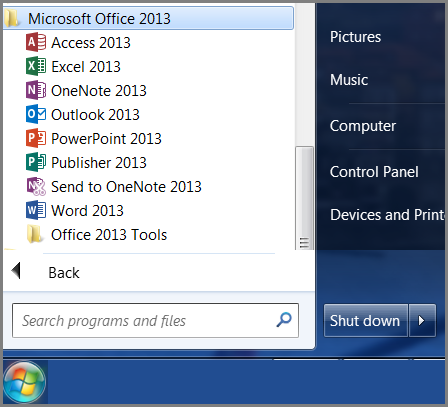 Microsoft Office 2013
Access 2013
Excel 2013
OneNote 2013
Outlook 2013
PowerPoint 2013
Publisher 2013
Send to OneNote 2013
Word 2013
Office 2013 Tools
Back
Search programs and files
Pictures
Music
Computer
Control Panel
Devices and Printe
Shut down